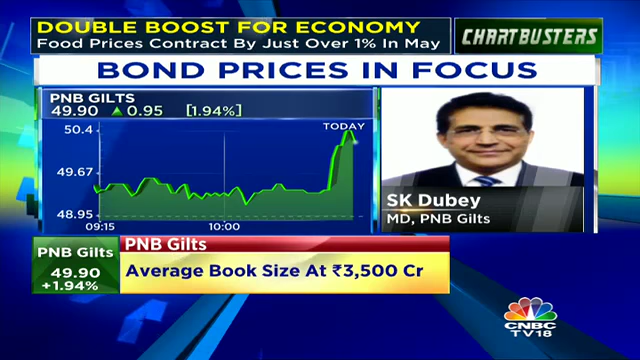 DOUBLE BOOST FOR ECONOMY
Food Prices Contract By Just Over 1% In May
CHARTBUSTERS
BOND PRICES IN FOCUS
PNB GILTS
49.90 ▲ 0.95 [1.94%]
TODAY
50.4
49.67
48.95
09:15 10:00
SK Dubey
MD, PNB Gilts
PNB Gilts
49.90
+1.94%
PNB Gilts
Average Book Size At ₹3,500 Cr
CNBC
TV18